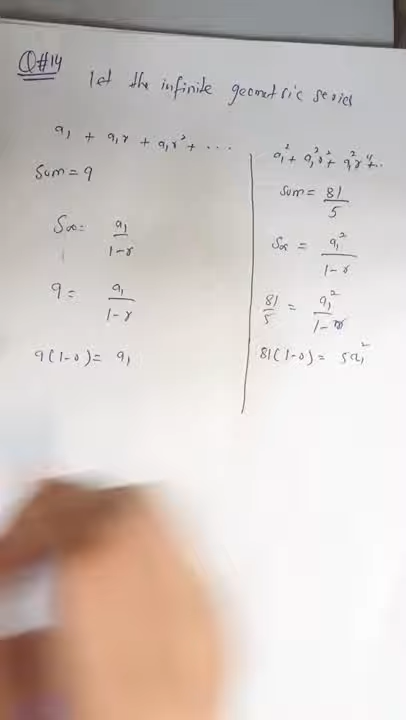 Q#14
let the infinite geometric series
a₁ + a₁r + a₁r² + ...
Sum = 9
S∞ = a₁/(1-r)
9 = a₁/(1-r)
9(1-r) = a₁
a₁² + a₁²r² + a₁²r⁴+...
Sum = 81/5
S∞ = a₁²/(1-r)
81/5 = a₁²/(1-r)
81(1-r) = 5a₁²